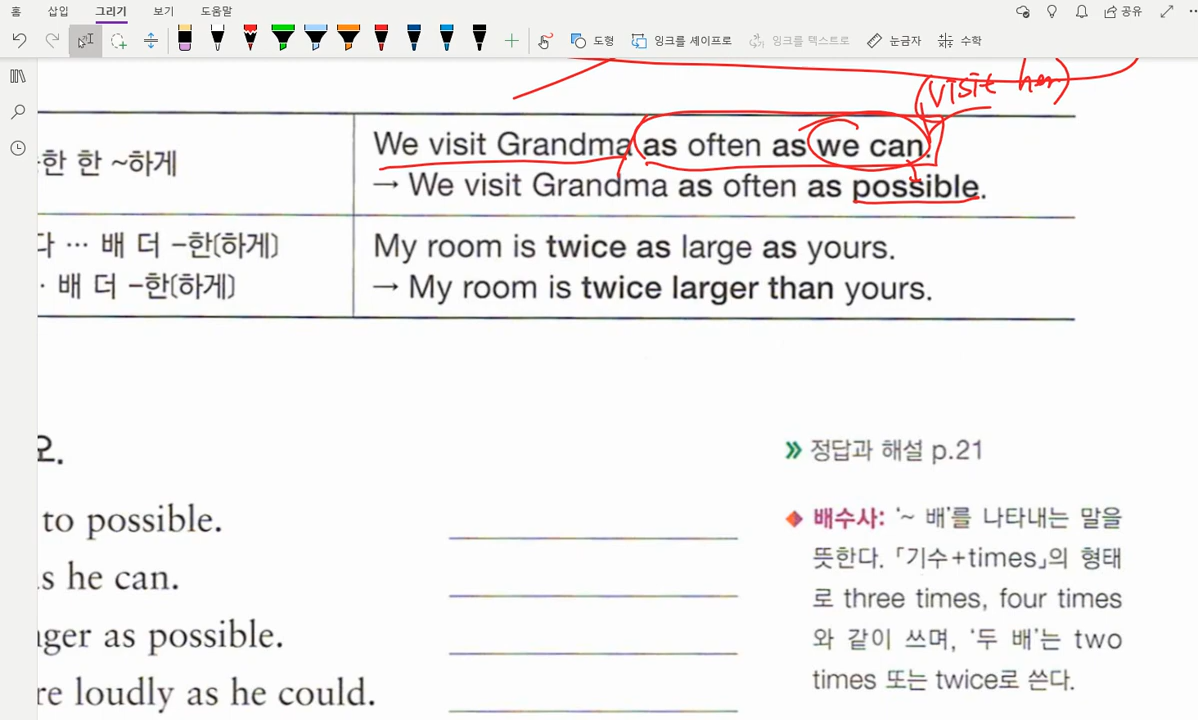 홈 삽입 그리기 보기 도움말
공유
도형 잉크를 셰이프로 잉크를 텍스트로 눈금자 수학
(visit her)
한 한 ~하게
We visit Grandma as often as we can.
→ We visit Grandma as often as possible.
다 … 배 더 –한(하게)
· 배 더 –한(하게)
My room is twice as large as yours.
→ My room is twice larger than yours.
오.
정답과 해설 p.21
to possible.
as he can.
nger as possible.
re loudly as he could.
배수사: ‘~ 배’를 나타내는 말을
뜻한다. 「기수+times」의 형태
로 three times, four times
와 같이 쓰며, ‘두 배’는 two
times 또는 twice로 쓴다.